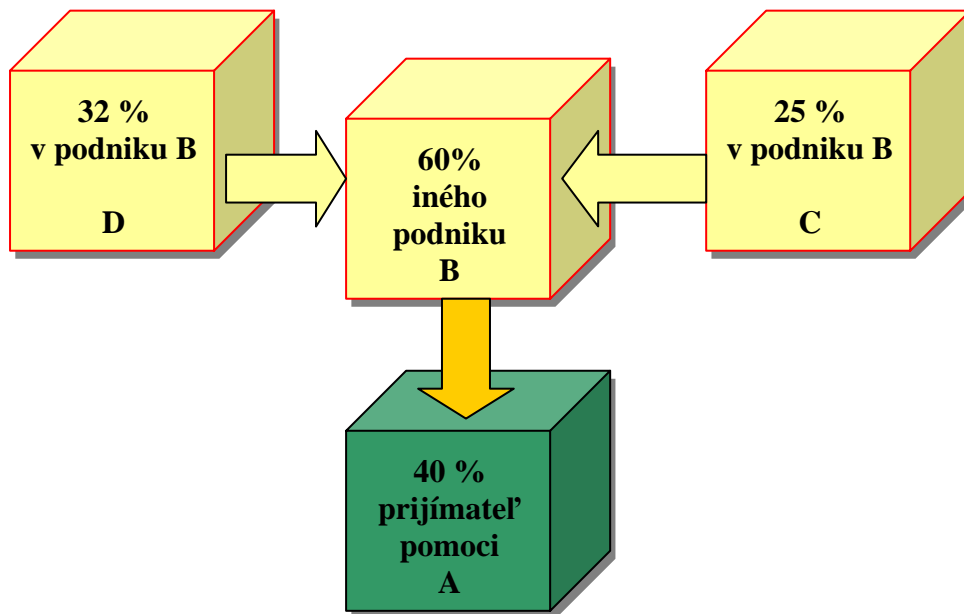 32 %
v podniku B
D
60%
iného
podniku
B
25 %
v podniku B
C
40 %
prijímateľ
pomoci
A